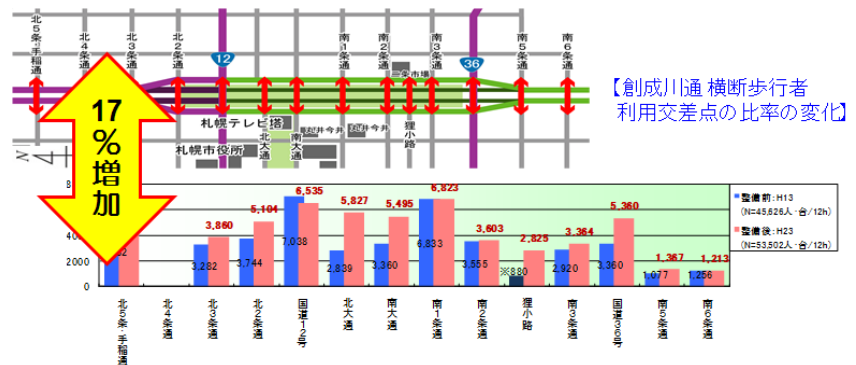 北5条・手稲通
北4条通
北3条通
北2条通
12
南1条通
南2条通
南3条通
36
南5条通
南6条通
二条市場
【創成川通 横断歩行者
利用交差点の比率の変化】
17%増加
札幌テレビ塔
北大通
南大通
丸井今井
狸小路
札幌市役所
N
8
6,535
5,827
5,495
6,823
5,360
5,104
3,860
3,603
2,825
3,364
1,367
1,213
4000
2000
0
3,282
3,744
7,038
2,839
3,360
6,833
3,555
※880
2,920
3,360
1,077
1,256
■整備前：H13
（N=45,626人・台/12h）
■整備後：H23
（N=53,502人・台/12h）
北5条・手稲通
北4条通
北3条通
北2条通
国道12号
北大通
南大通
南1条通
南2条通
狸小路
南3条通
国道36号
南5条通
南6条通